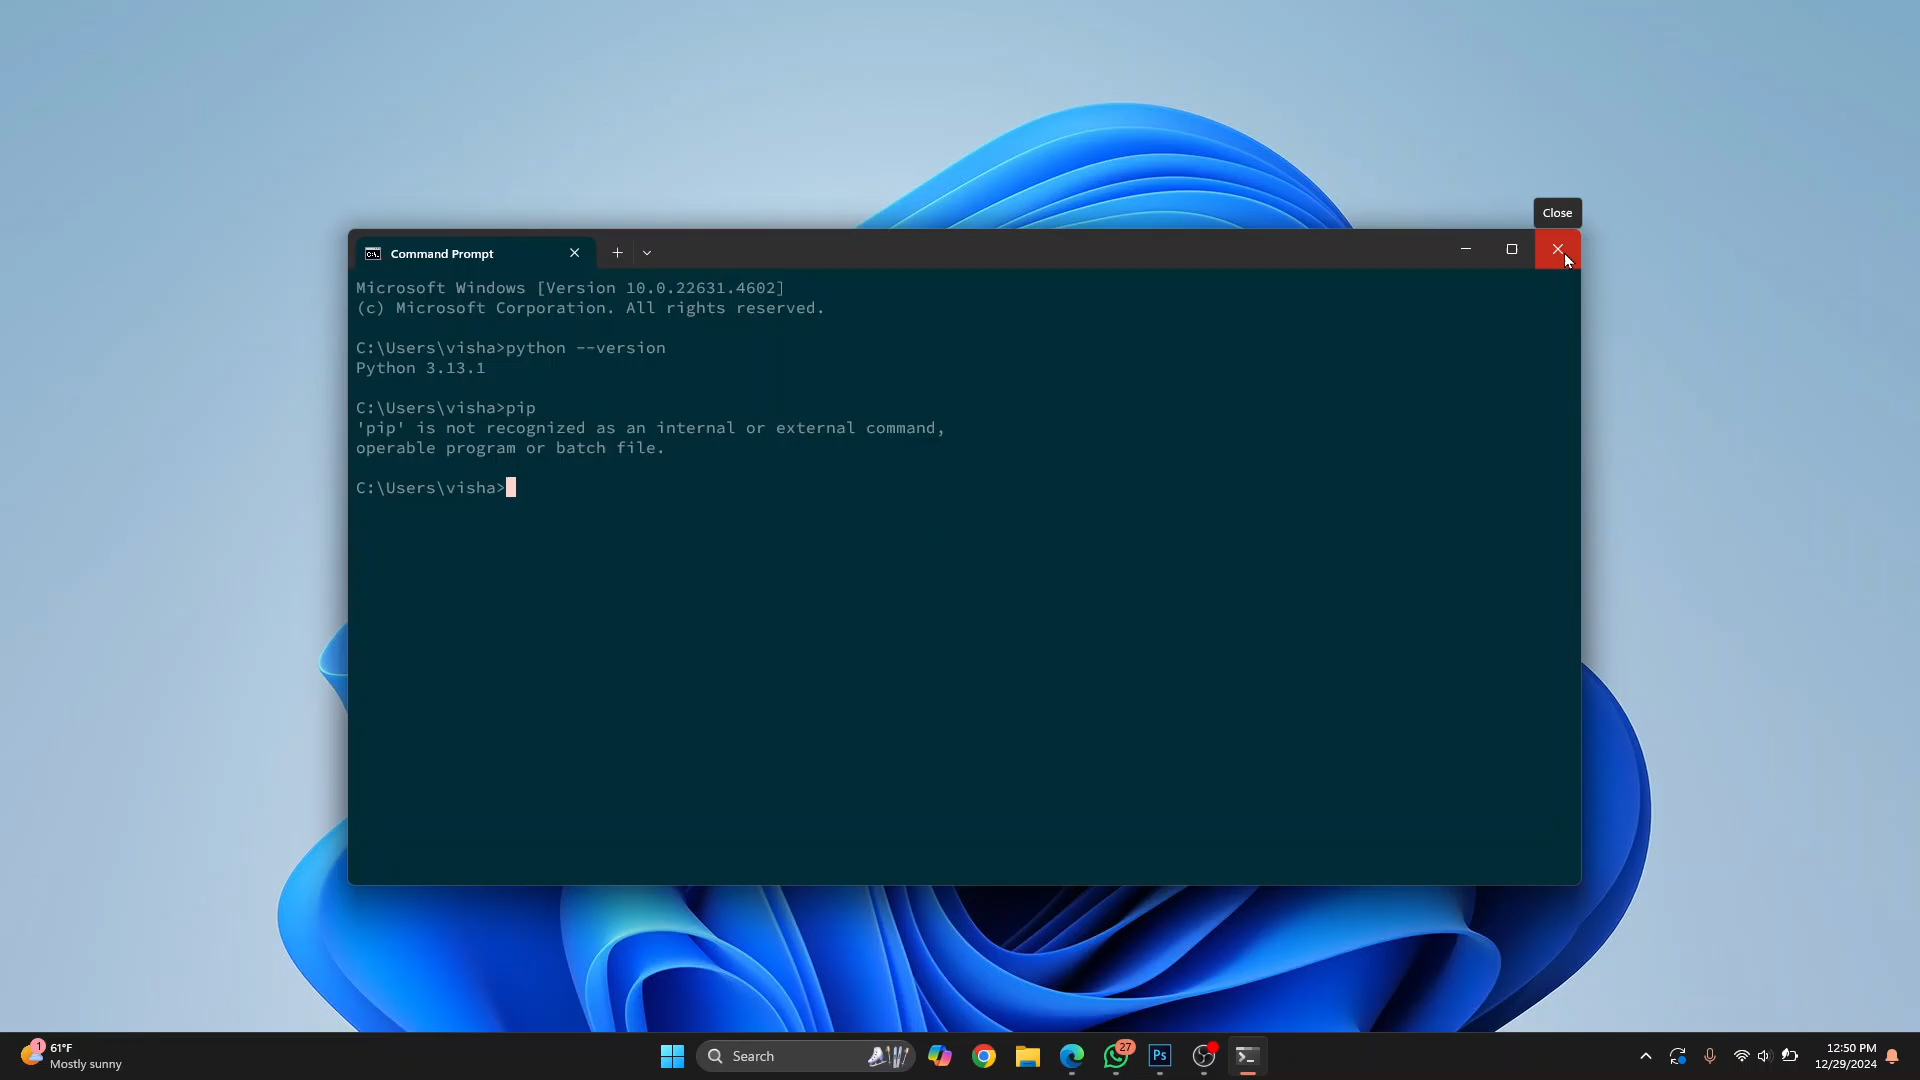 Close
Command Prompt
Microsoft Windows [Version 10.0.22631.4602]
(c) Microsoft Corporation. All rights reserved.
C:\Users\visha>python --version
Python 3.13.1
C:\Users\visha>pip
'pip' is not recognized as an internal or external command,
operable program or batch file.
C:\Users\visha>
1
61°F
Mostly sunny
Search
27
Ps
12:50 PM
12/29/2024